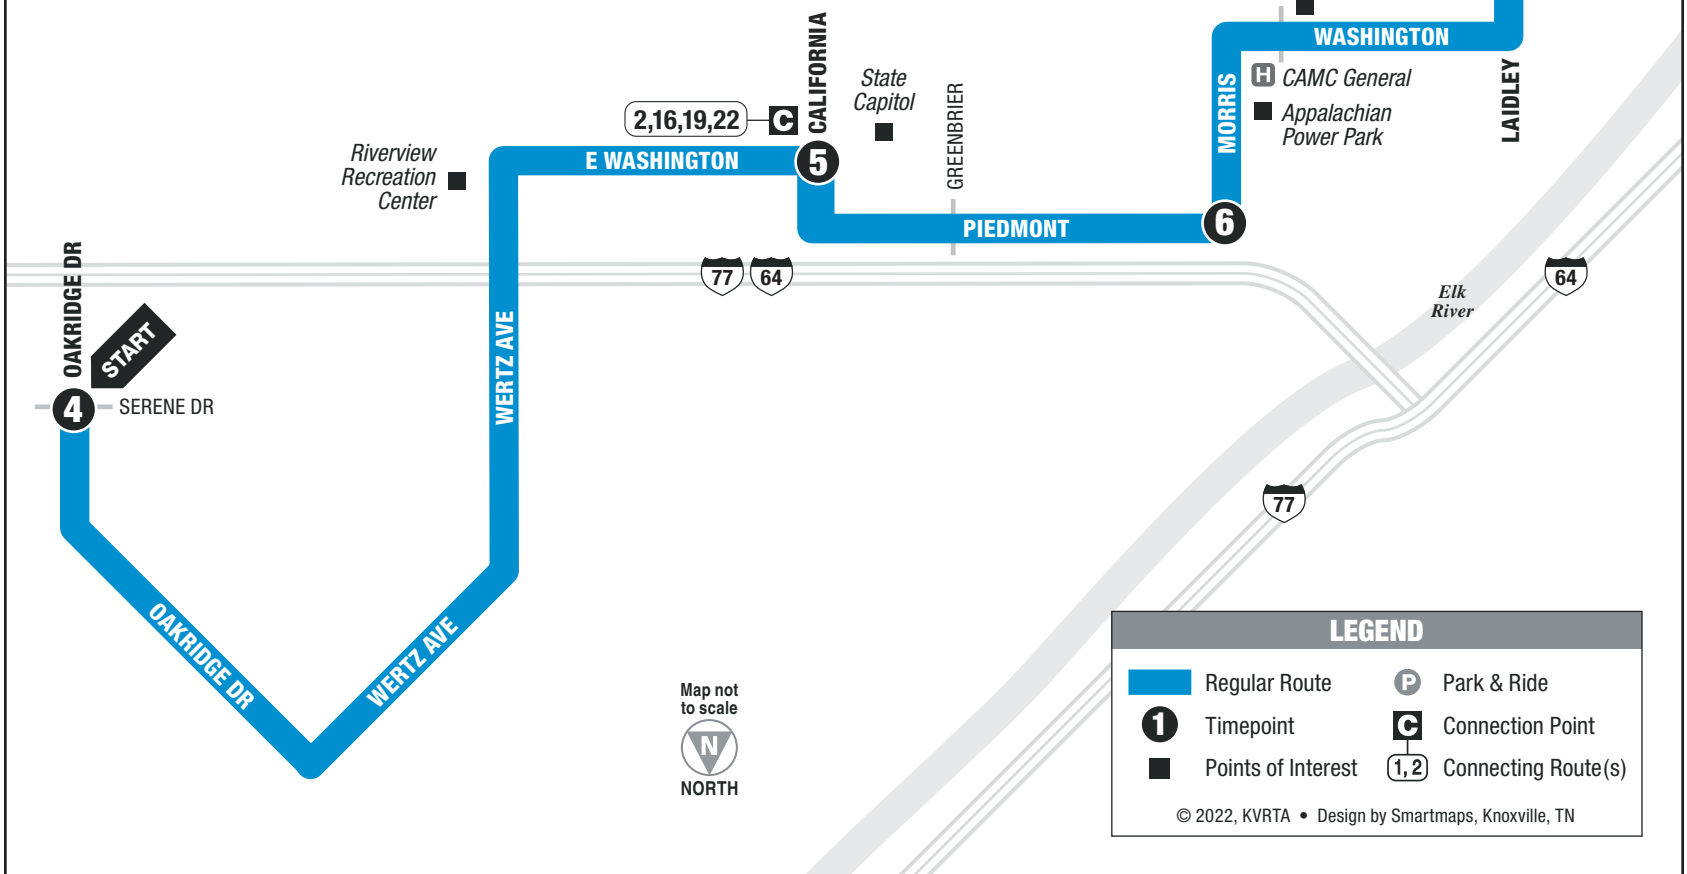 WASHINGTON
LAIDLEY
MORRIS
H CAMC General
Appalachian
Power Park
CALIFORNIA
State
Capitol
GREENBRIER
2,16,19,22
C
E WASHINGTON
5
Riverview
Recreation
Center
PIEDMONT
6
OAKRIDGE DR
START
4
SERENE DR
77
64
WERTZ AVE
Elk
River
64
77
OAKRIDGE DR
WERTZ AVE
Map not
to scale
N
NORTH
LEGEND
Regular Route
P Park & Ride
1 Timepoint
C Connection Point
Points of Interest
1,2 Connecting Route(s)
© 2022, KVRTA • Design by Smartmaps, Knoxville, TN